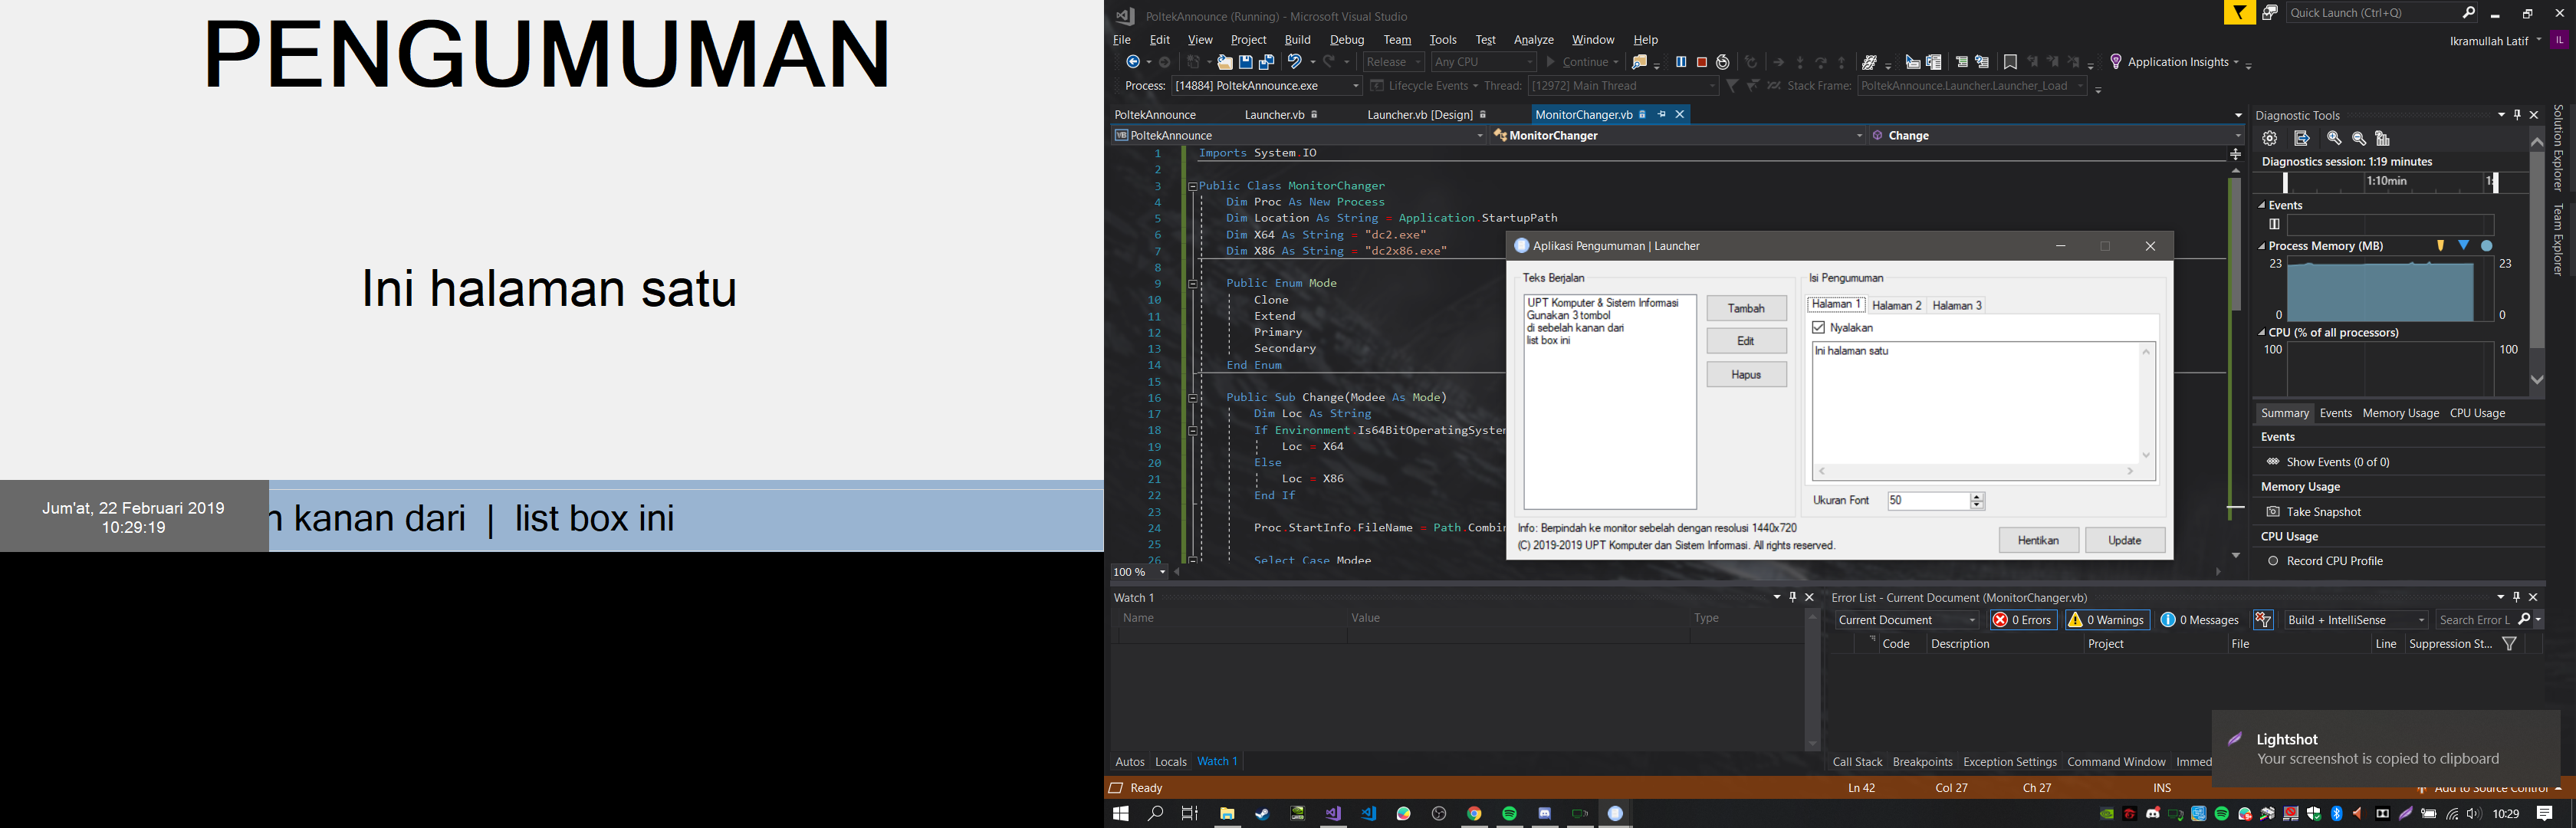 PENGUMUMAN
Ini halaman satu
Jum'at, 22 Februari 2019
10:29:19
kanan dari | list box ini
PoltekAnnounce (Running) - Microsoft Visual Studio
Quick Launch (Ctrl+Q)
File Edit View Project Build Debug Team Tools Test Analyze Window Help
Ikramullah Latif IL
Release Any CPU Continue Application Insights
Process: [14884] PoltekAnnounce.exe Lifecycle Events Thread: [12972] Main Thread Stack Frame: PoltekAnnounce.Launcher.Launcher_Load
PoltekAnnounce Launcher.vb Launcher.vb [Design] MonitorChanger.vb
VB PoltekAnnounce MonitorChanger Change
1 Imports System.IO
2
3 Public Class MonitorChanger
4 Dim Proc As New Process
5 Dim Location As String = Application.StartupPath
6 Dim X64 As String = "dc2.exe"
7 Dim X86 As String = "dc2x86.exe"
8
9 Public Enum Mode
10 Clone
11 Extend
12 Primary
13 Secondary
14 End Enum
15
16 Public Sub Change(Modee As Mode)
17 Dim Loc As String
18 If Environment.Is64BitOperatingSystem
19 Loc = X64
20 Else
21 Loc = X86
22 End If
23
24 Proc.StartInfo.FileName = Path.Combin
25
26 Select Case Modee
100 %
Aplikasi Pengumuman | Launcher
Teks Berjalan
UPT Komputer & Sistem Informasi
Gunakan 3 tombol
di sebelah kanan dari
list box ini
Tambah
Edit
Hapus
Isi Pengumuman
Halaman 1 Halaman 2 Halaman 3
Nyalakan
Ini halaman satu
Ukuran Font 50
Info: Berpindah ke monitor sebelah dengan resolusi 1440x720
(C) 2019-2019 UPT Komputer dan Sistem Informasi. All rights reserved.
Hentikan Update
Diagnostic Tools
Diagnostics session: 1:19 minutes
1:10min
Events
Process Memory (MB)
23 23
0 0
CPU (% of all processors)
100 100
Summary Events Memory Usage CPU Usage
Events
Show Events (0 of 0)
Memory Usage
Take Snapshot
CPU Usage
Record CPU Profile
Solution Explorer
Team Explorer
Watch 1
Name Value Type
Autos Locals Watch 1
Error List - Current Document (MonitorChanger.vb)
Current Document 0 Errors 0 Warnings 0 Messages Build + IntelliSense Search Error L
Code Description Project File Line Suppression St...
Call Stack Breakpoints Exception Settings Command Window Immed
Lightshot
Your screenshot is copied to clipboard
Ready Ln 42 Col 27 Ch 27 INS Add to Source Control
10:29